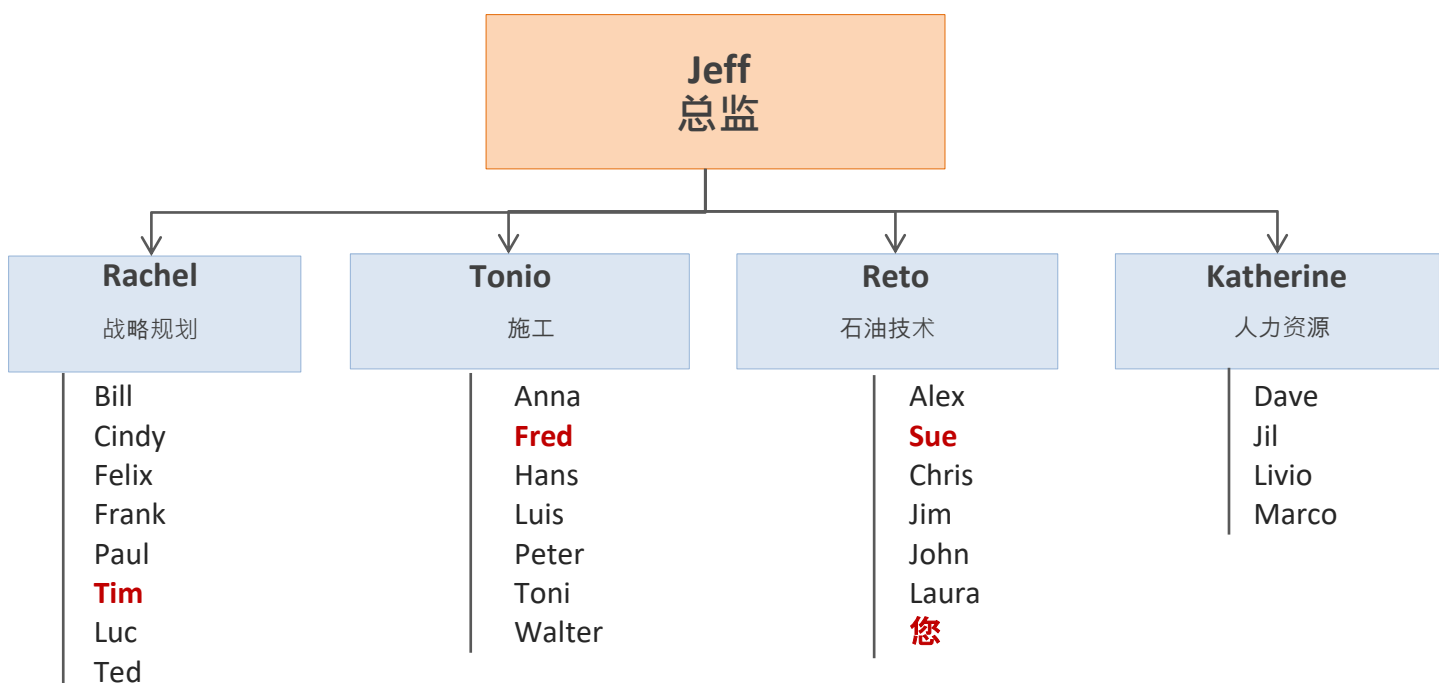 Jeff
总监
Rachel
战略规划
Bill
Cindy
Felix
Frank
Paul
Tim
Luc
Ted
Tonio
施工
Anna
Fred
Hans
Luis
Peter
Toni
Walter
Reto
石油技术
Alex
Sue
Chris
Jim
John
Laura
您
Katherine
人力资源
Dave
Jil
Livio
Marco